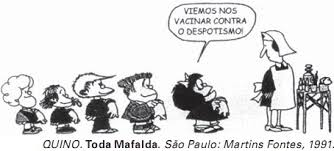 VIEMOS NOS
VACINAR CONTRA
O DESPOTISMO!
QUINO. Toda Mafalda. São Paulo: Martins Fontes, 1991.